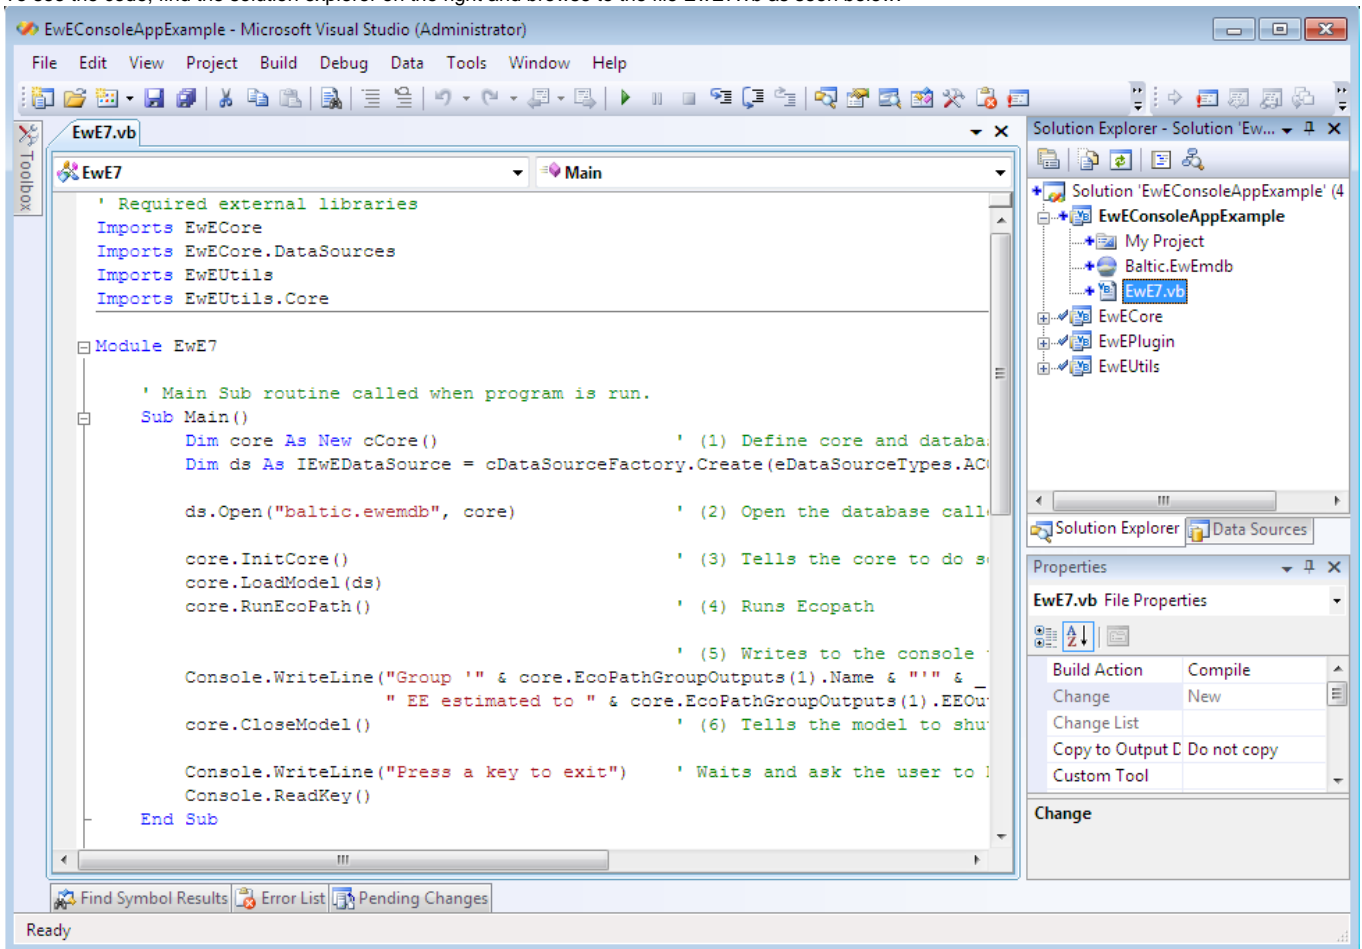 EwEConsoleAppExample - Microsoft Visual Studio (Administrator)
File Edit View Project Build Debug Data Tools Window Help
Toolbox
EwE7.vb
EwE7
Main
' Required external libraries
Imports EwECore
Imports EwECore.DataSources
Imports EwEUtils
Imports EwEUtils.Core
Module EwE7
' Main Sub routine called when program is run.
Sub Main()
Dim core As New cCore() ' (1) Define core and databa
Dim ds As IEwEDataSource = cDataSourceFactory.Create(eDataSourceTypes.AC
ds.Open("baltic.ewemdb", core) ' (2) Open the database call
core.InitCore() ' (3) Tells the core to do s
core.LoadModel(ds)
core.RunEcoPath() ' (4) Runs Ecopath
' (5) Writes to the console
Console.WriteLine("Group '" & core.EcoPathGroupOutputs(1).Name & "'" & _
" EE estimated to " & core.EcoPathGroupOutputs(1).EEOu
core.CloseModel() ' (6) Tells the model to shu
Console.WriteLine("Press a key to exit") ' Waits and ask the user to
Console.ReadKey()
End Sub
Solution Explorer - Solution 'Ew...
Solution 'EwEConsoleAppExample' (4
EwEConsoleAppExample
My Project
Baltic.EwEmdb
EwE7.vb
EwECore
EwEPlugin
EwEUtils
Solution Explorer
Data Sources
Properties
EwE7.vb File Properties
Build Action Compile
Change New
Change List
Copy to Output D Do not copy
Custom Tool
Change
Find Symbol Results
Error List
Pending Changes
Ready